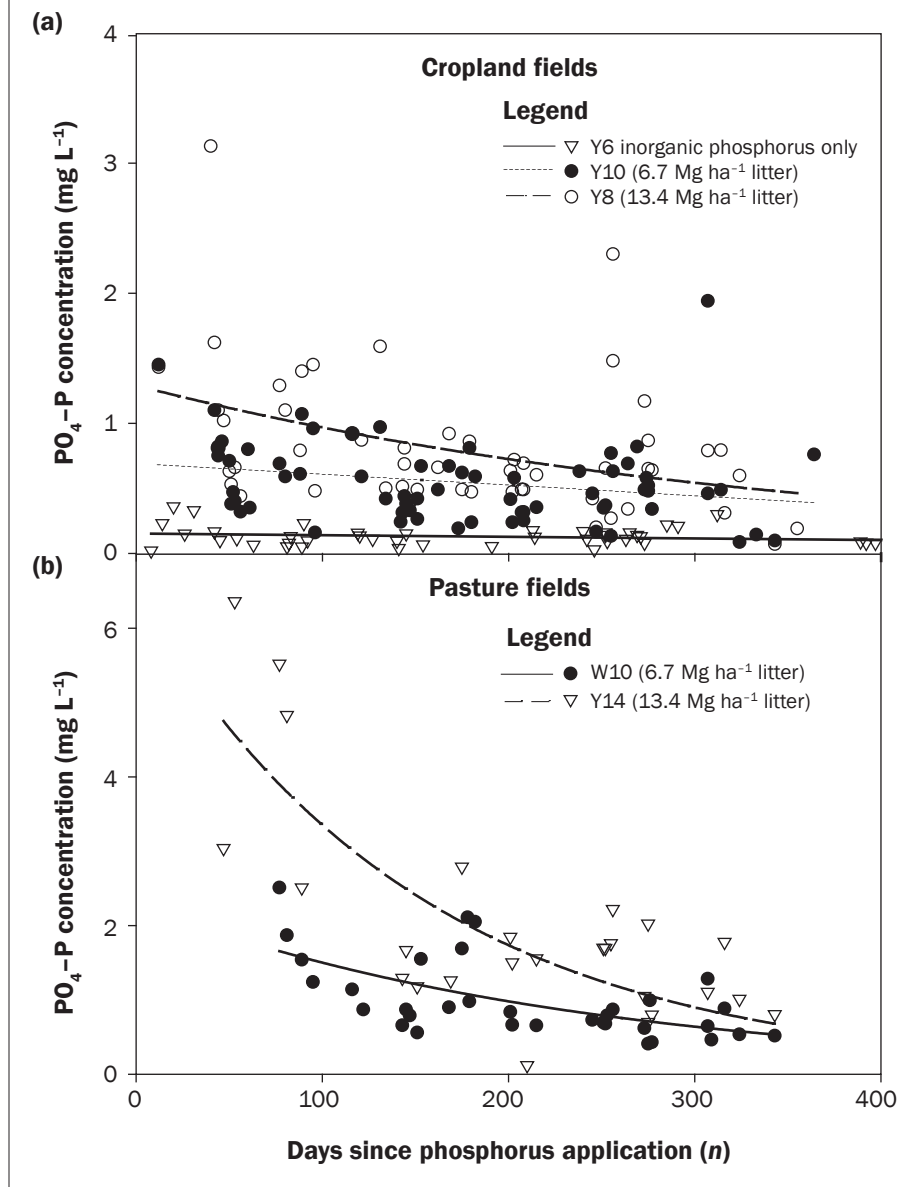 (a)
4
Cropland fields
Legend
Y6 inorganic phosphorus only
Y10 (6.7 Mg ha⁻¹ litter)
Y8 (13.4 Mg ha⁻¹ litter)
3
2
1
0
PO₄–P concentration (mg L⁻¹)
(b)
Pasture fields
Legend
W10 (6.7 Mg ha⁻¹ litter)
Y14 (13.4 Mg ha⁻¹ litter)
6
4
2
0
PO₄–P concentration (mg L⁻¹)
0 100 200 300 400
Days since phosphorus application (n)